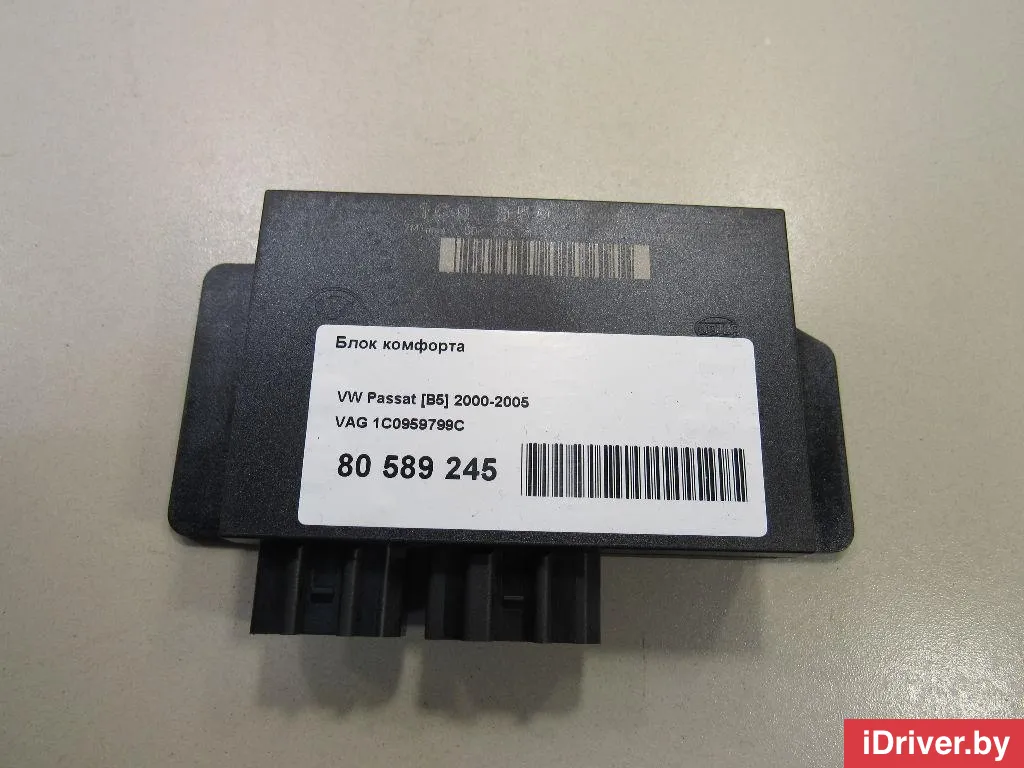 Блок комфорта
VW Passat [B5] 2000-2005
VAG 1C0959799C
80 589 245
iDriver.by